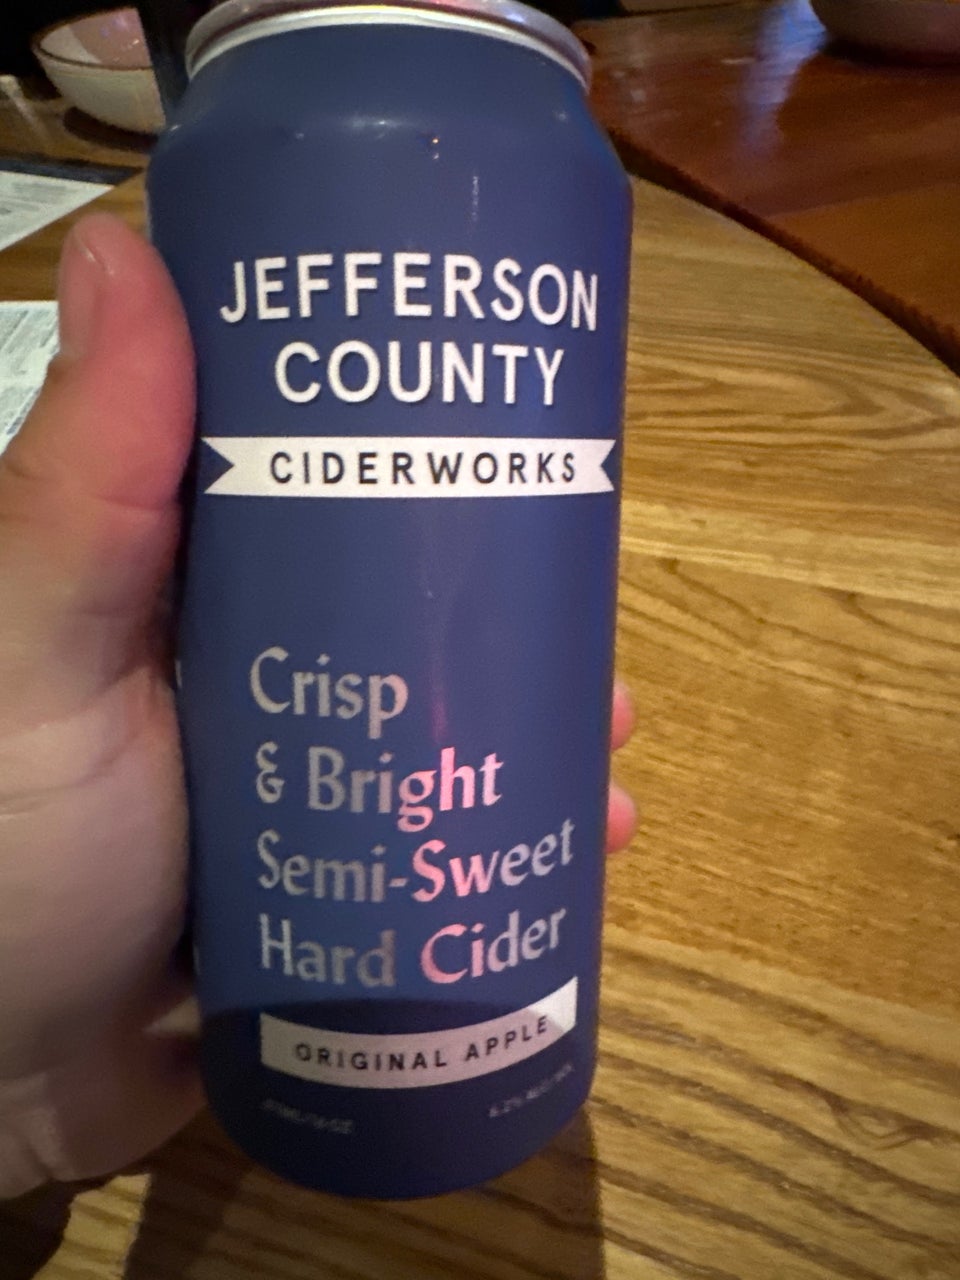 JEFFERSON
COUNTY
CIDERWORKS
Crisp
& Bright
Semi-Sweet
Hard Cider
ORIGINAL APPLE